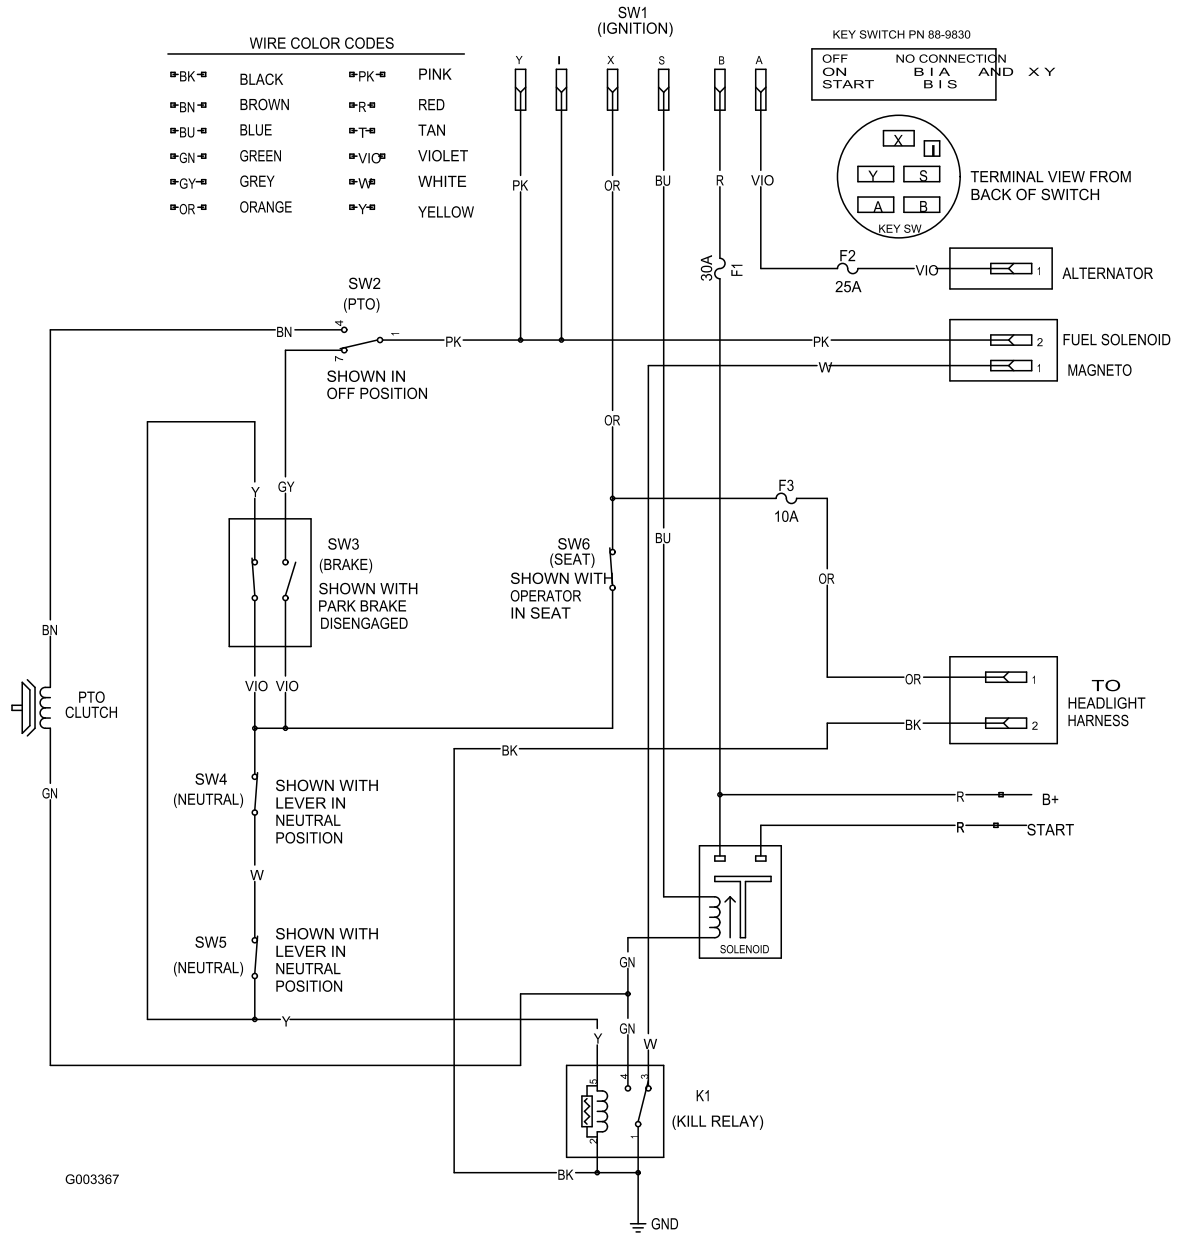 SW1
(IGNITION)
WIRE COLOR CODES
BK BLACK PK PINK
BN BROWN R RED
BU BLUE T TAN
GN GREEN VIO VIOLET
GY GREY W WHITE
OR ORANGE Y YELLOW
KEY SWITCH PN 88-9830
OFF NO CONNECTION
ON B I A AND X Y
START B I S
Y I X S B A
X
I
Y S
A B
KEY SW
TERMINAL VIEW FROM
BACK OF SWITCH
PK OR BU R VIO
30A
F1
F2
25A
VIO
1
ALTERNATOR
SW2
(PTO)
4
BN
1
7
PK
PK
2
FUEL SOLENOID
SHOWN IN
OFF POSITION
W
1
MAGNETO
OR
Y
GY
F3
10A
SW3
(BRAKE)
SHOWN WITH
PARK BRAKE
DISENGAGED
SW6
(SEAT)
SHOWN WITH
OPERATOR
IN SEAT
BU
OR
BN
VIO VIO
PTO
CLUTCH
OR
1
TO
HEADLIGHT
HARNESS
BK
2
BK
GN
SW4
(NEUTRAL)
SHOWN WITH
LEVER IN
NEUTRAL
POSITION
R
B+
R
START
W
SW5
(NEUTRAL)
SHOWN WITH
LEVER IN
NEUTRAL
POSITION
SOLENOID
GN
Y
Y
GN
W
5
4
3
2
1
K1
(KILL RELAY)
BK
G003367
GND